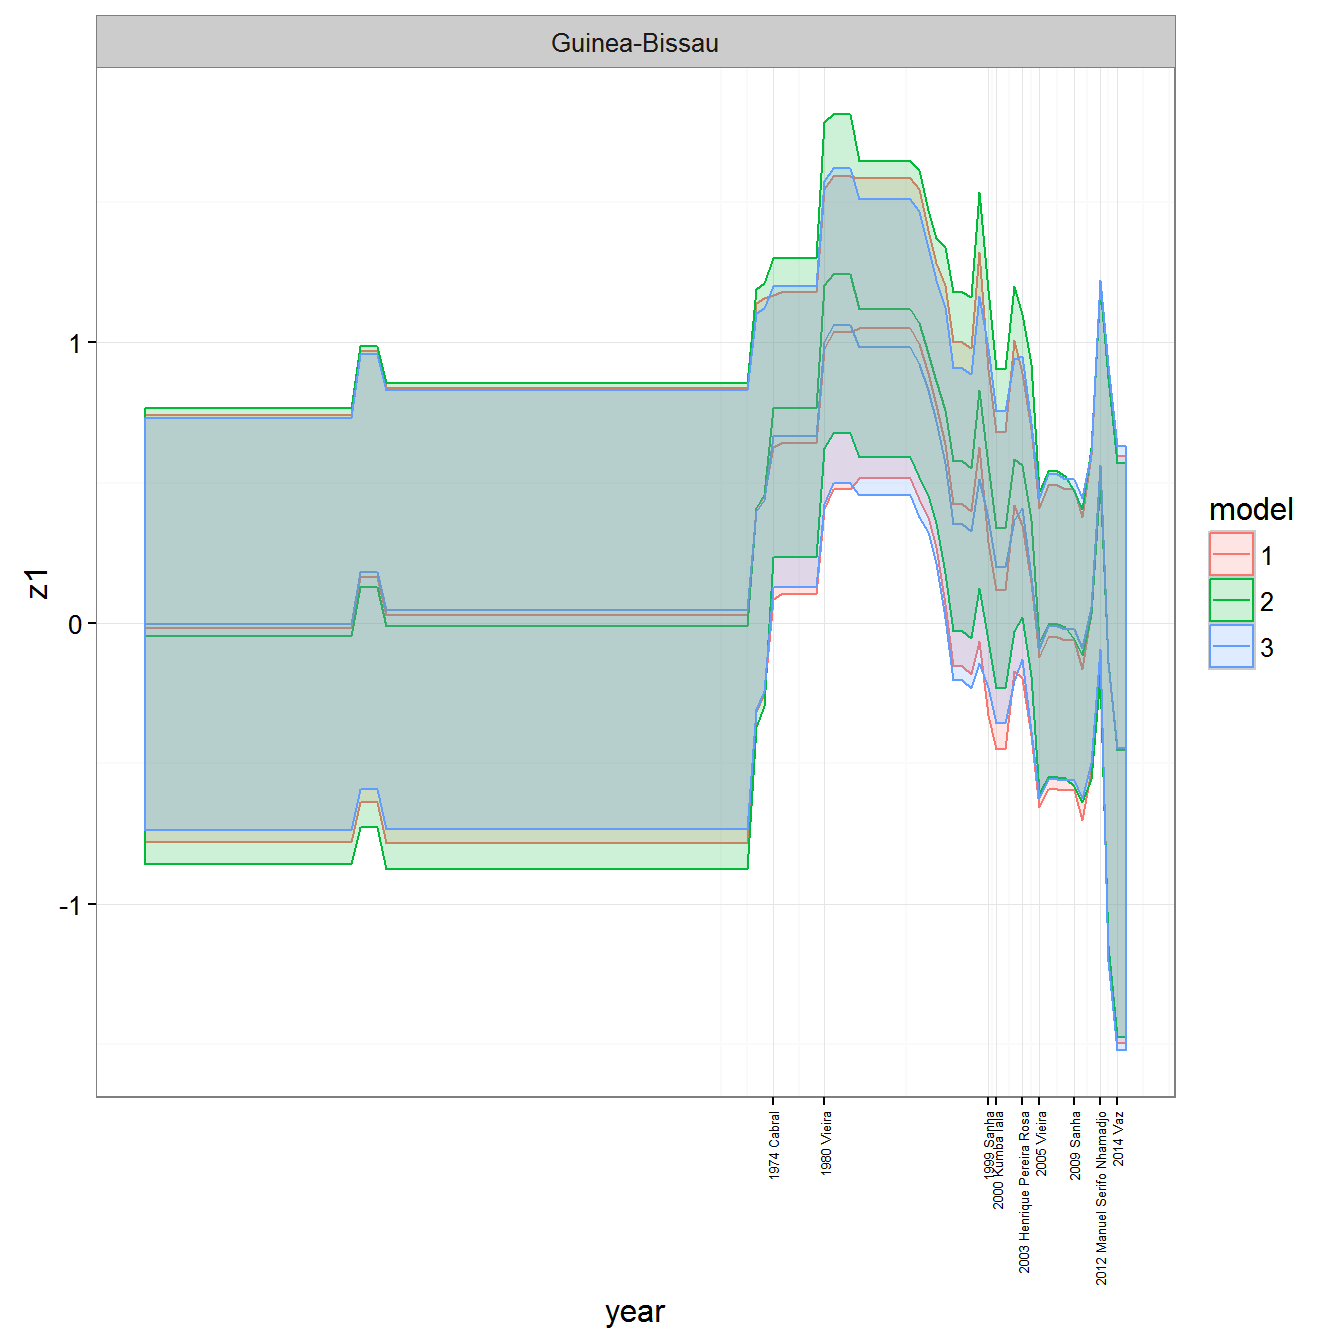 Guinea-Bissau
z1
1
0
-1
1974 Cabral
1980 Vieira
1999 Sanha
2000 Kumba Iala
2003 Henrique Pereira Rosa
2005 Vieira
2009 Sanha
2012 Manuel Serifo Nhamadjo
2014 Vaz
year
model
1
2
3